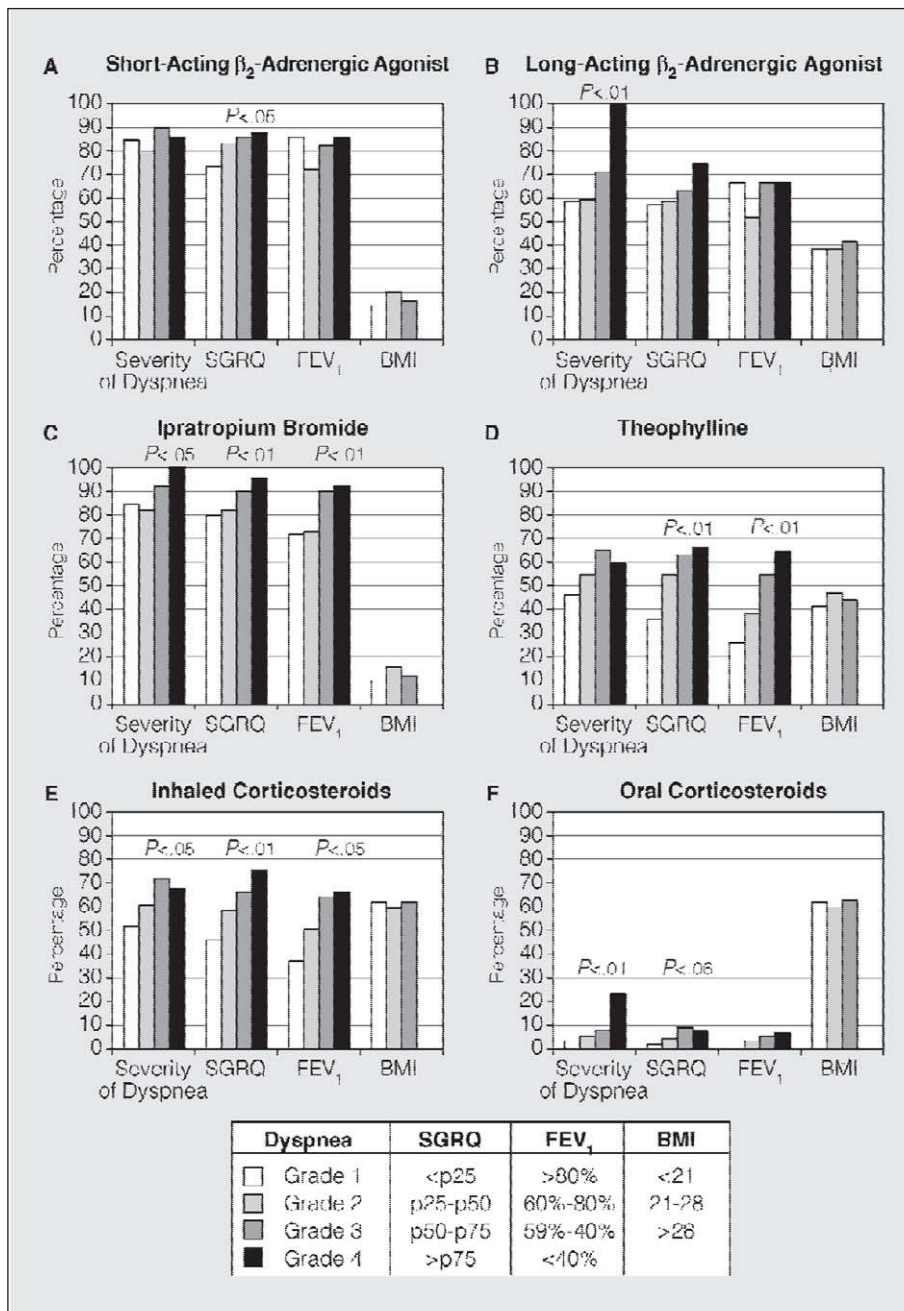 A Short-Acting β2-Adrenergic Agonist
P<.05
Percentage
100
90
80
70
60
50
40
30
20
10
0
Severity of Dyspnea
SGRQ
FEV1
BMI
B Long-Acting β2-Adrenergic Agonist
P<.01
Percentage
100
90
80
70
60
50
40
30
20
10
0
Severity of Dyspnea
SGRQ
FEV1
BMI
C Ipratropium Bromide
P<.05
P<.01
P<.01
Percentage
100
90
80
70
60
50
40
30
20
10
0
Severity of Dyspnea
SGRQ
FEV1
BMI
D Theophylline
P<.01
P<.01
Percentage
100
90
80
70
60
50
40
30
20
10
0
Severity of Dyspnea
SGRQ
FEV1
BMI
E Inhaled Corticosteroids
P<.05
P<.01
P<.05
Percentage
100
90
80
70
60
50
40
30
20
10
0
Severity of Dyspnea
SGRQ
FEV1
BMI
F Oral Corticosteroids
P<.01
Percentage
100
90
80
70
60
50
40
30
20
10
0
Severity of Dyspnea
SGRQ
FEV1
BMI
Dyspnea SGRQ FEV1 BMI
Grade 1 <p25 >80% <21
Grade 2 p25-p50 60%-80% 21-28
Grade 3 p50-p75 59%-40% >28
Grade 4 >p75 <40%